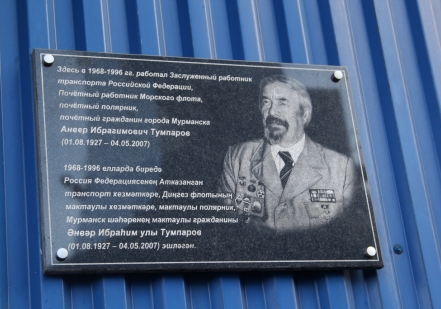 Здесь в 1968-1996 гг. работал Заслуженный работник
транспорта Российской Федерации,
Почётный работник Морского флота,
почётный полярник,
почётный гражданин города Мурманска
Анвер Ибрагимович Тумпаров
(01.08.1927 – 04.05.2007)
1968-1996 елларда биредә
Россия Федерациясенең Атказанган
транспорт хезмәткәре, Диңгез флотының
мактаулы хезмәткәре, мактаулы полярник,
Мурманск шәһәренең мактаулы гражданины
Әнвәр Ибраһим улы Тумпаров
(01.08.1927 – 04.05.2007) эшләгән.